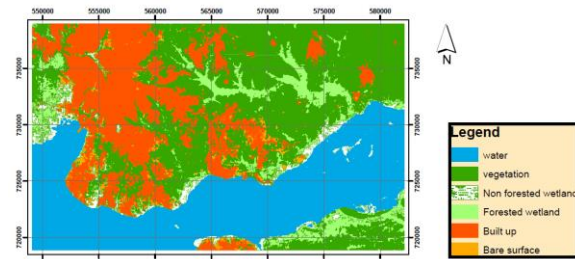 550000 555000 560000 565000 570000 575000 580000
735000
730000
725000
720000
N
Legend
water
vegetation
Non forested wetland
Forested wetland
Built up
Bare surface